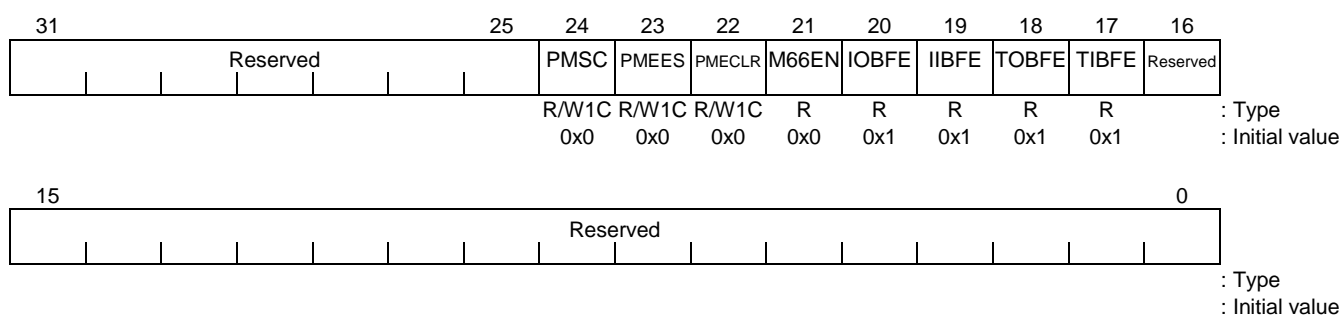 31 25 24 23 22 21 20 19 18 17 16
Reserved PMSC PMEES PMECLR M66EN IOBFE IIBFE TOBFE TIBFE Reserved
R/W1C R/W1C R/W1C R R R R R : Type
0x0 0x0 0x0 0x0 0x1 0x1 0x1 0x1 : Initial value
15 0
Reserved
: Type
: Initial value